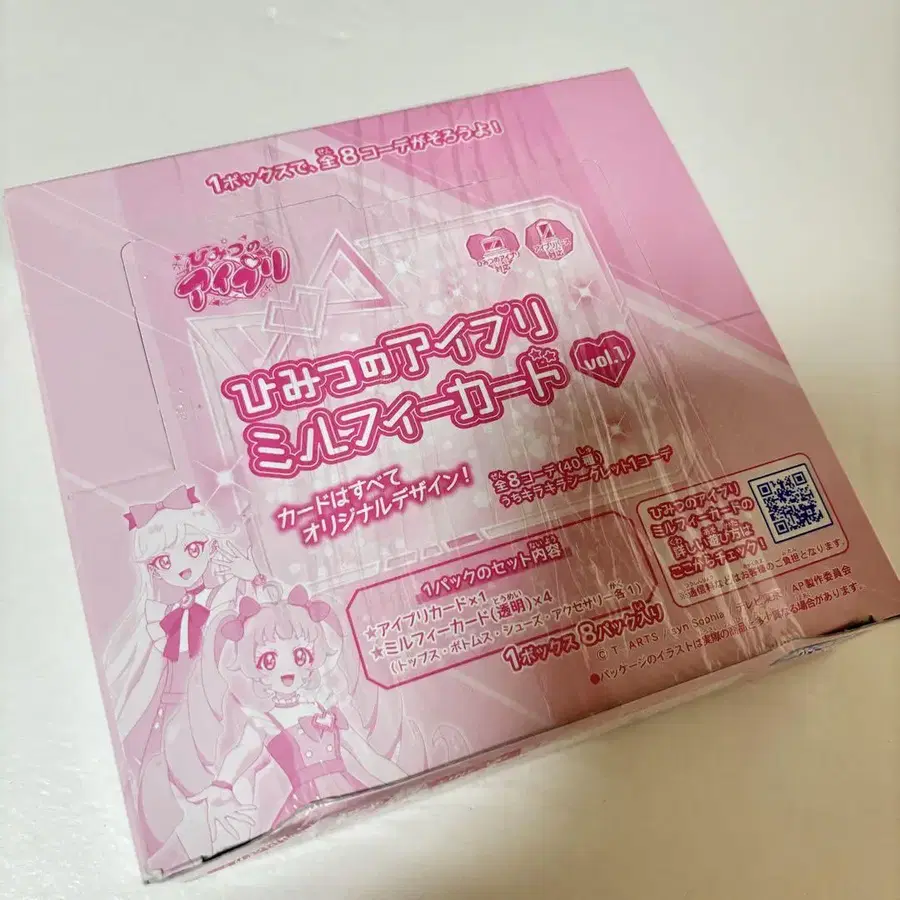 1ボックスで、全8コーデがそろうよ!
ひみつの
アイプリ
ひみつのアイプリ
ミルフィーカード
vol.1
カードはすべて
オリジナルデザイン!
全8コーデ(40種)
うちキラキラシークレット1コーデ
1パックのセット内容
★アイプリカード×1
★ミルフィーカード(透明)×4
(トップス・ボトムス・シューズ・アクセサリー各1)
1ボックス8パック入り
ひみつのアイプリ
ミルフィーカードの
詳しい遊び方は
ここからチェック!
※通信料などはお客様のご負担となります。
© T-ARTS / syn Sophia / テレビ東京 / AP製作委員会
●パッケージのイラストは実際の商品と多少異なる場合があります。